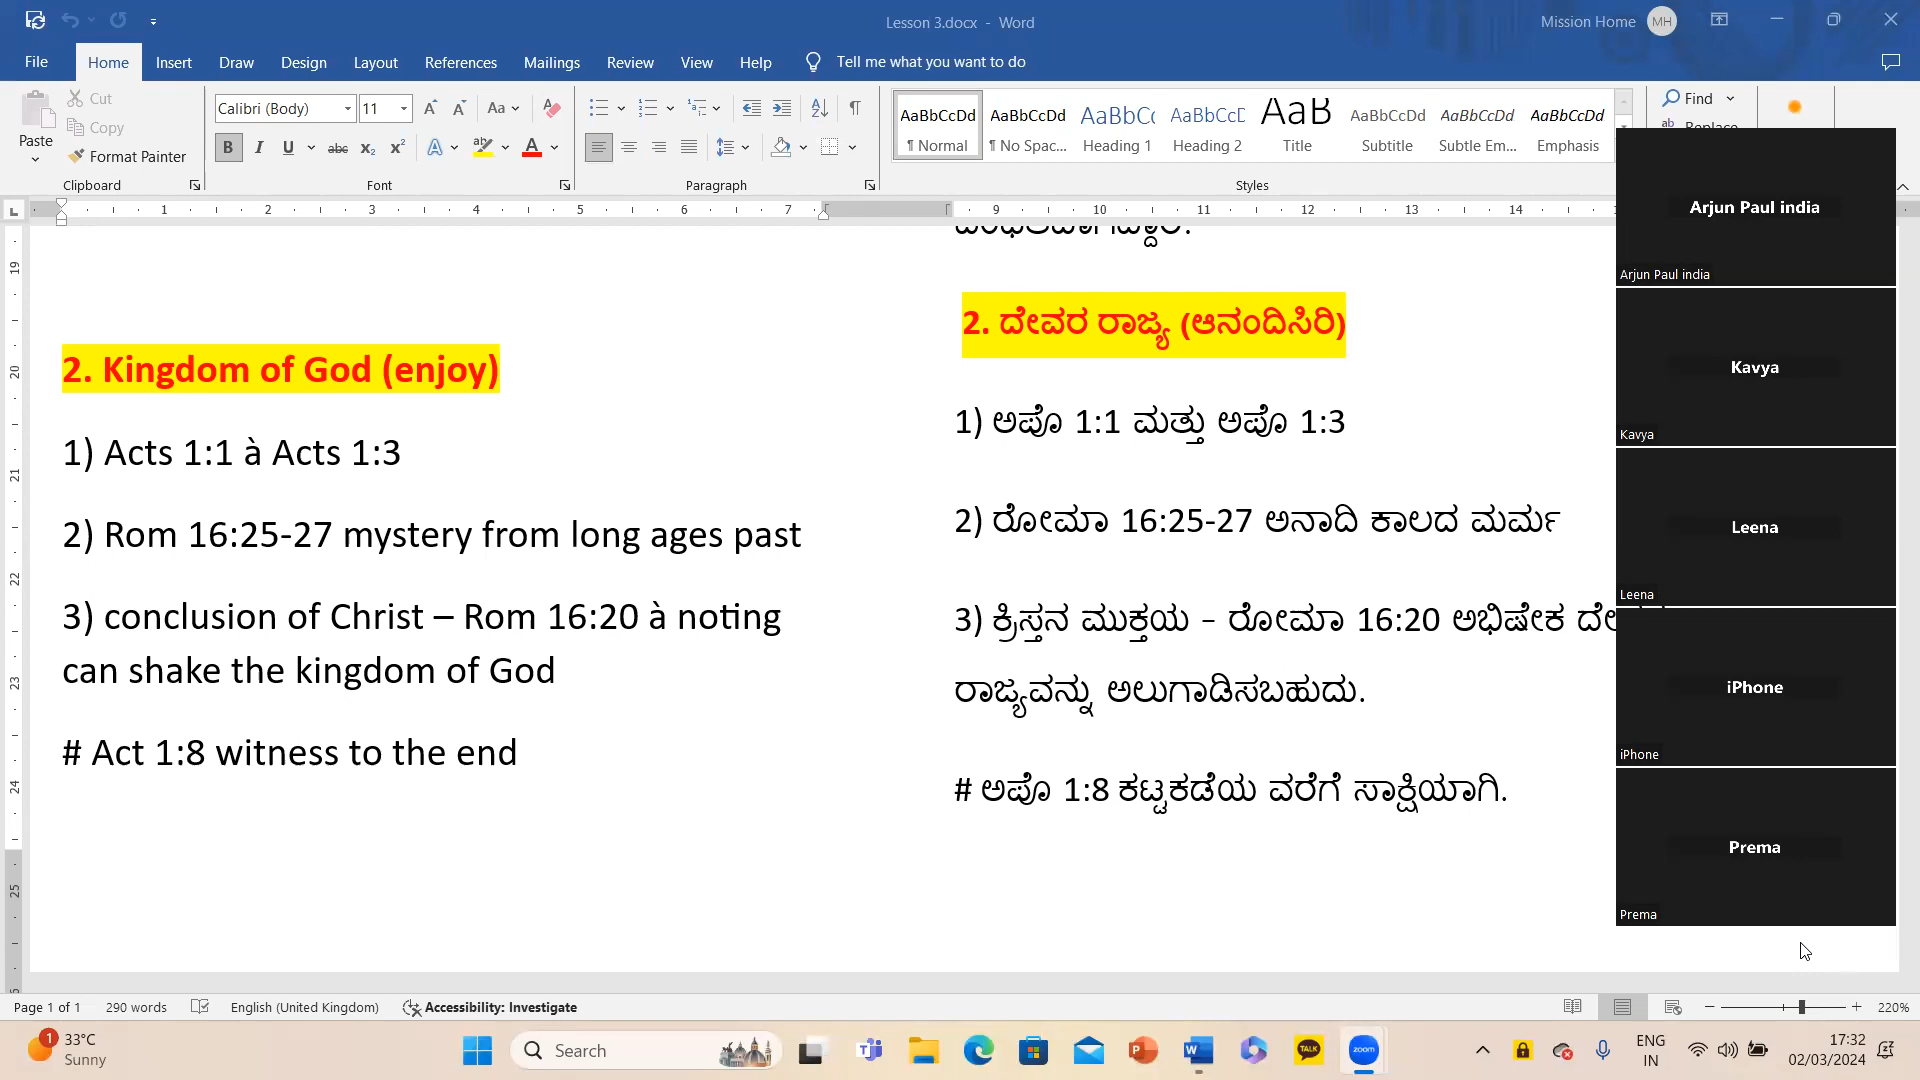 Lesson 3.docx - Word
Mission Home
MH
File
Home
Insert
Draw
Design
Layout
References
Mailings
Review
View
Help
Tell me what you want to do
Paste
Cut
Copy
Format Painter
Clipboard
Calibri (Body)
11
Font
Paragraph
AaBbCcDd
¶ Normal
AaBbCcDd
¶ No Spac...
AaBbCc
Heading 1
AaBbCcD
Heading 2
AaB
Title
AaBbCcDd
Subtitle
AaBbCcDd
Subtle Em...
AaBbCcDd
Emphasis
Styles
Find
Replace
2. Kingdom of God (enjoy)
1) Acts 1:1 à Acts 1:3
2) Rom 16:25-27 mystery from long ages past
3) conclusion of Christ – Rom 16:20 à noting
can shake the kingdom of God
# Act 1:8 witness to the end
2. ದೇವರ ರಾಜ್ಯ (ಆನಂದಿಸಿರಿ)
1) ಅಪೊ 1:1 ಮತ್ತು ಅಪೊ 1:3
2) ರೋಮಾ 16:25-27 ಅನಾದಿ ಕಾಲದ ಮರ್ಮ
3) ಕ್ರಿಸ್ತನ ಮುಕ್ತಯ – ರೋಮಾ 16:20 ಅಭಿಷೇಕ
ರಾಜ್ಯವನ್ನು ಅಲುಗಾಡಿಸಬಹುದು.
# ಅಪೊ 1:8 ಕಟ್ಟಕಡೆಯ ವರೆಗೆ ಸಾಕ್ಷಿಯಾಗಿ.
Arjun Paul india
Arjun Paul india
Kavya
Kavya
Leena
Leena
iPhone
iPhone
Prema
Prema
Page 1 of 1
290 words
English (United Kingdom)
Accessibility: Investigate
220%
1
33°C
Sunny
Search
TALK
zoom
ENG
IN
17:32
02/03/2024